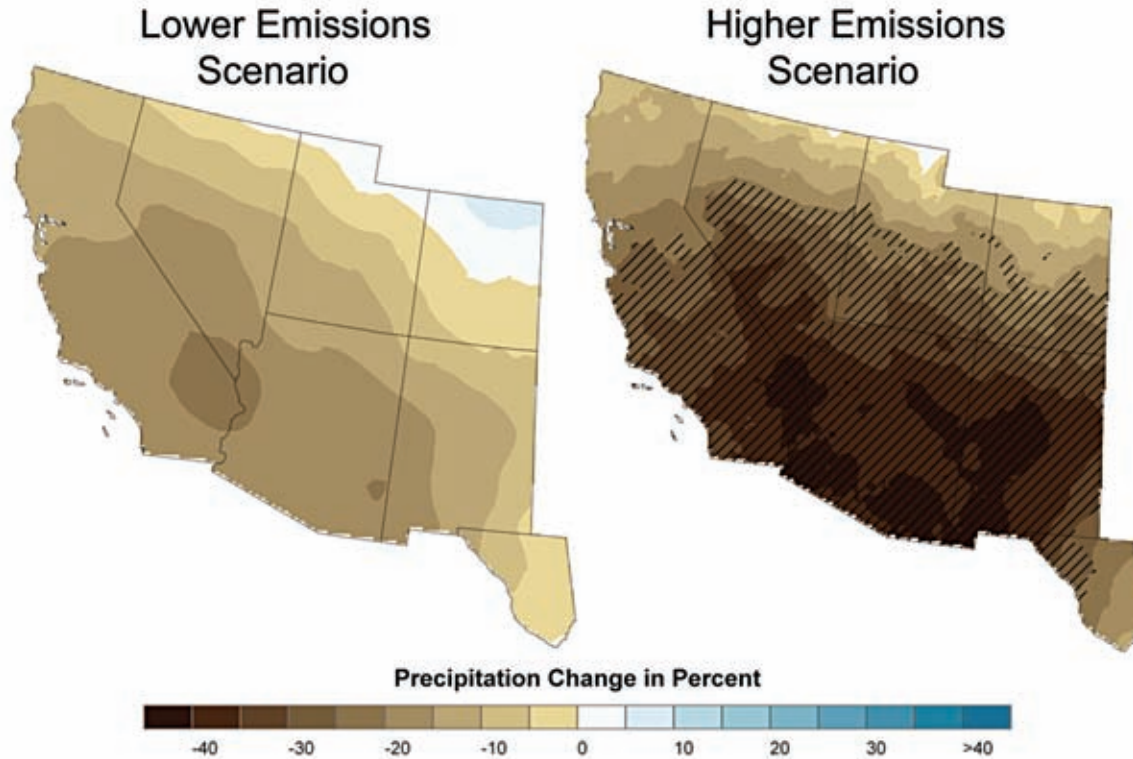 Lower Emissions
Scenario
Higher Emissions
Scenario
Precipitation Change in Percent
-40 -30 -20 -10 0 10 20 30 >40